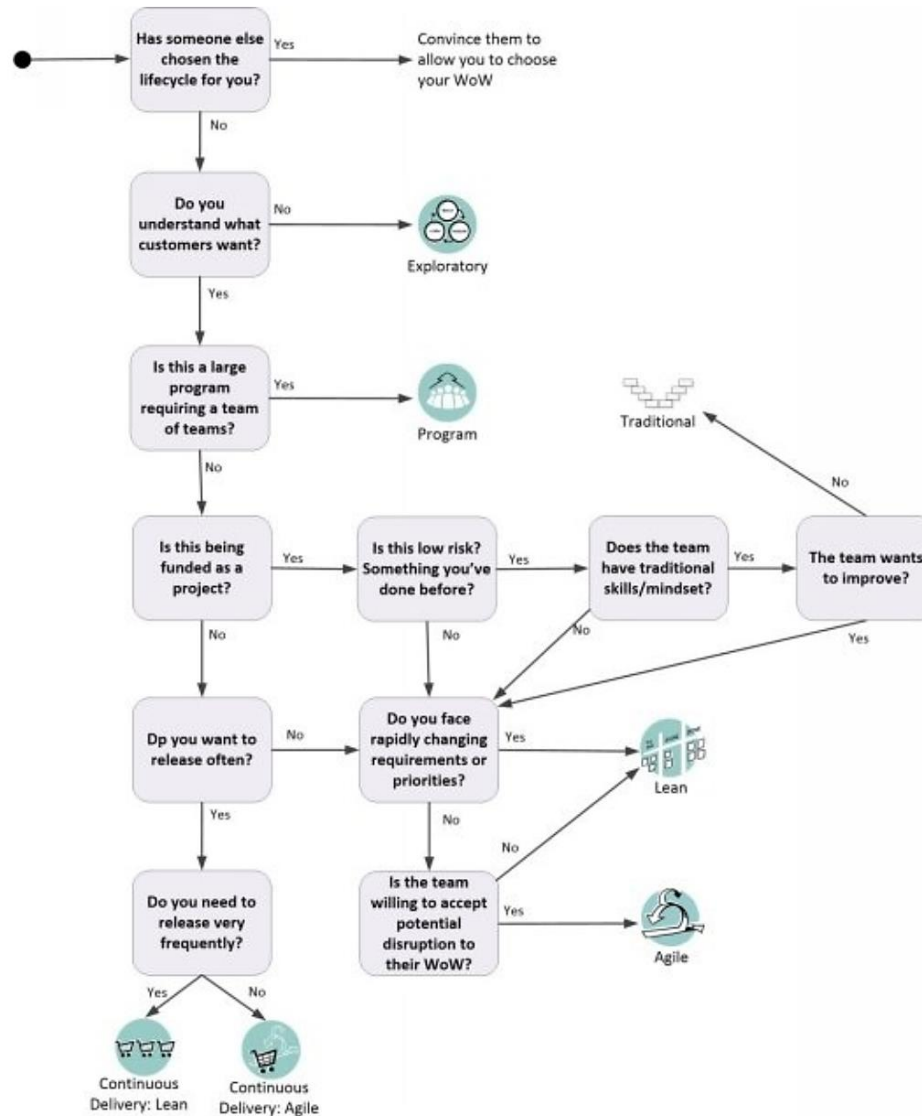 Has someone else
chosen the
lifecycle for you?
Yes
Convince them to
allow you to choose
your WoW
No
Do you
understand what
customers want?
No
Exploratory
Yes
Is this a large
program
requiring a team
of teams?
Yes
Program
Traditional
No
No
Is this being
funded as a
project?
Yes
Is this low risk?
Something you've
done before?
Yes
Does the team
have traditional
skills/mindset?
Yes
The team wants
to improve?
No
No
No
Yes
Dp you want to
release often?
No
Do you face
rapidly changing
requirements or
priorities?
Yes
Lean
Yes
No
No
Do you need to
release very
frequently?
Is the team
willing to accept
potential
disruption to
their WoW?
Yes
Agile
Yes
No
Continuous
Delivery: Lean
Continuous
Delivery: Agile